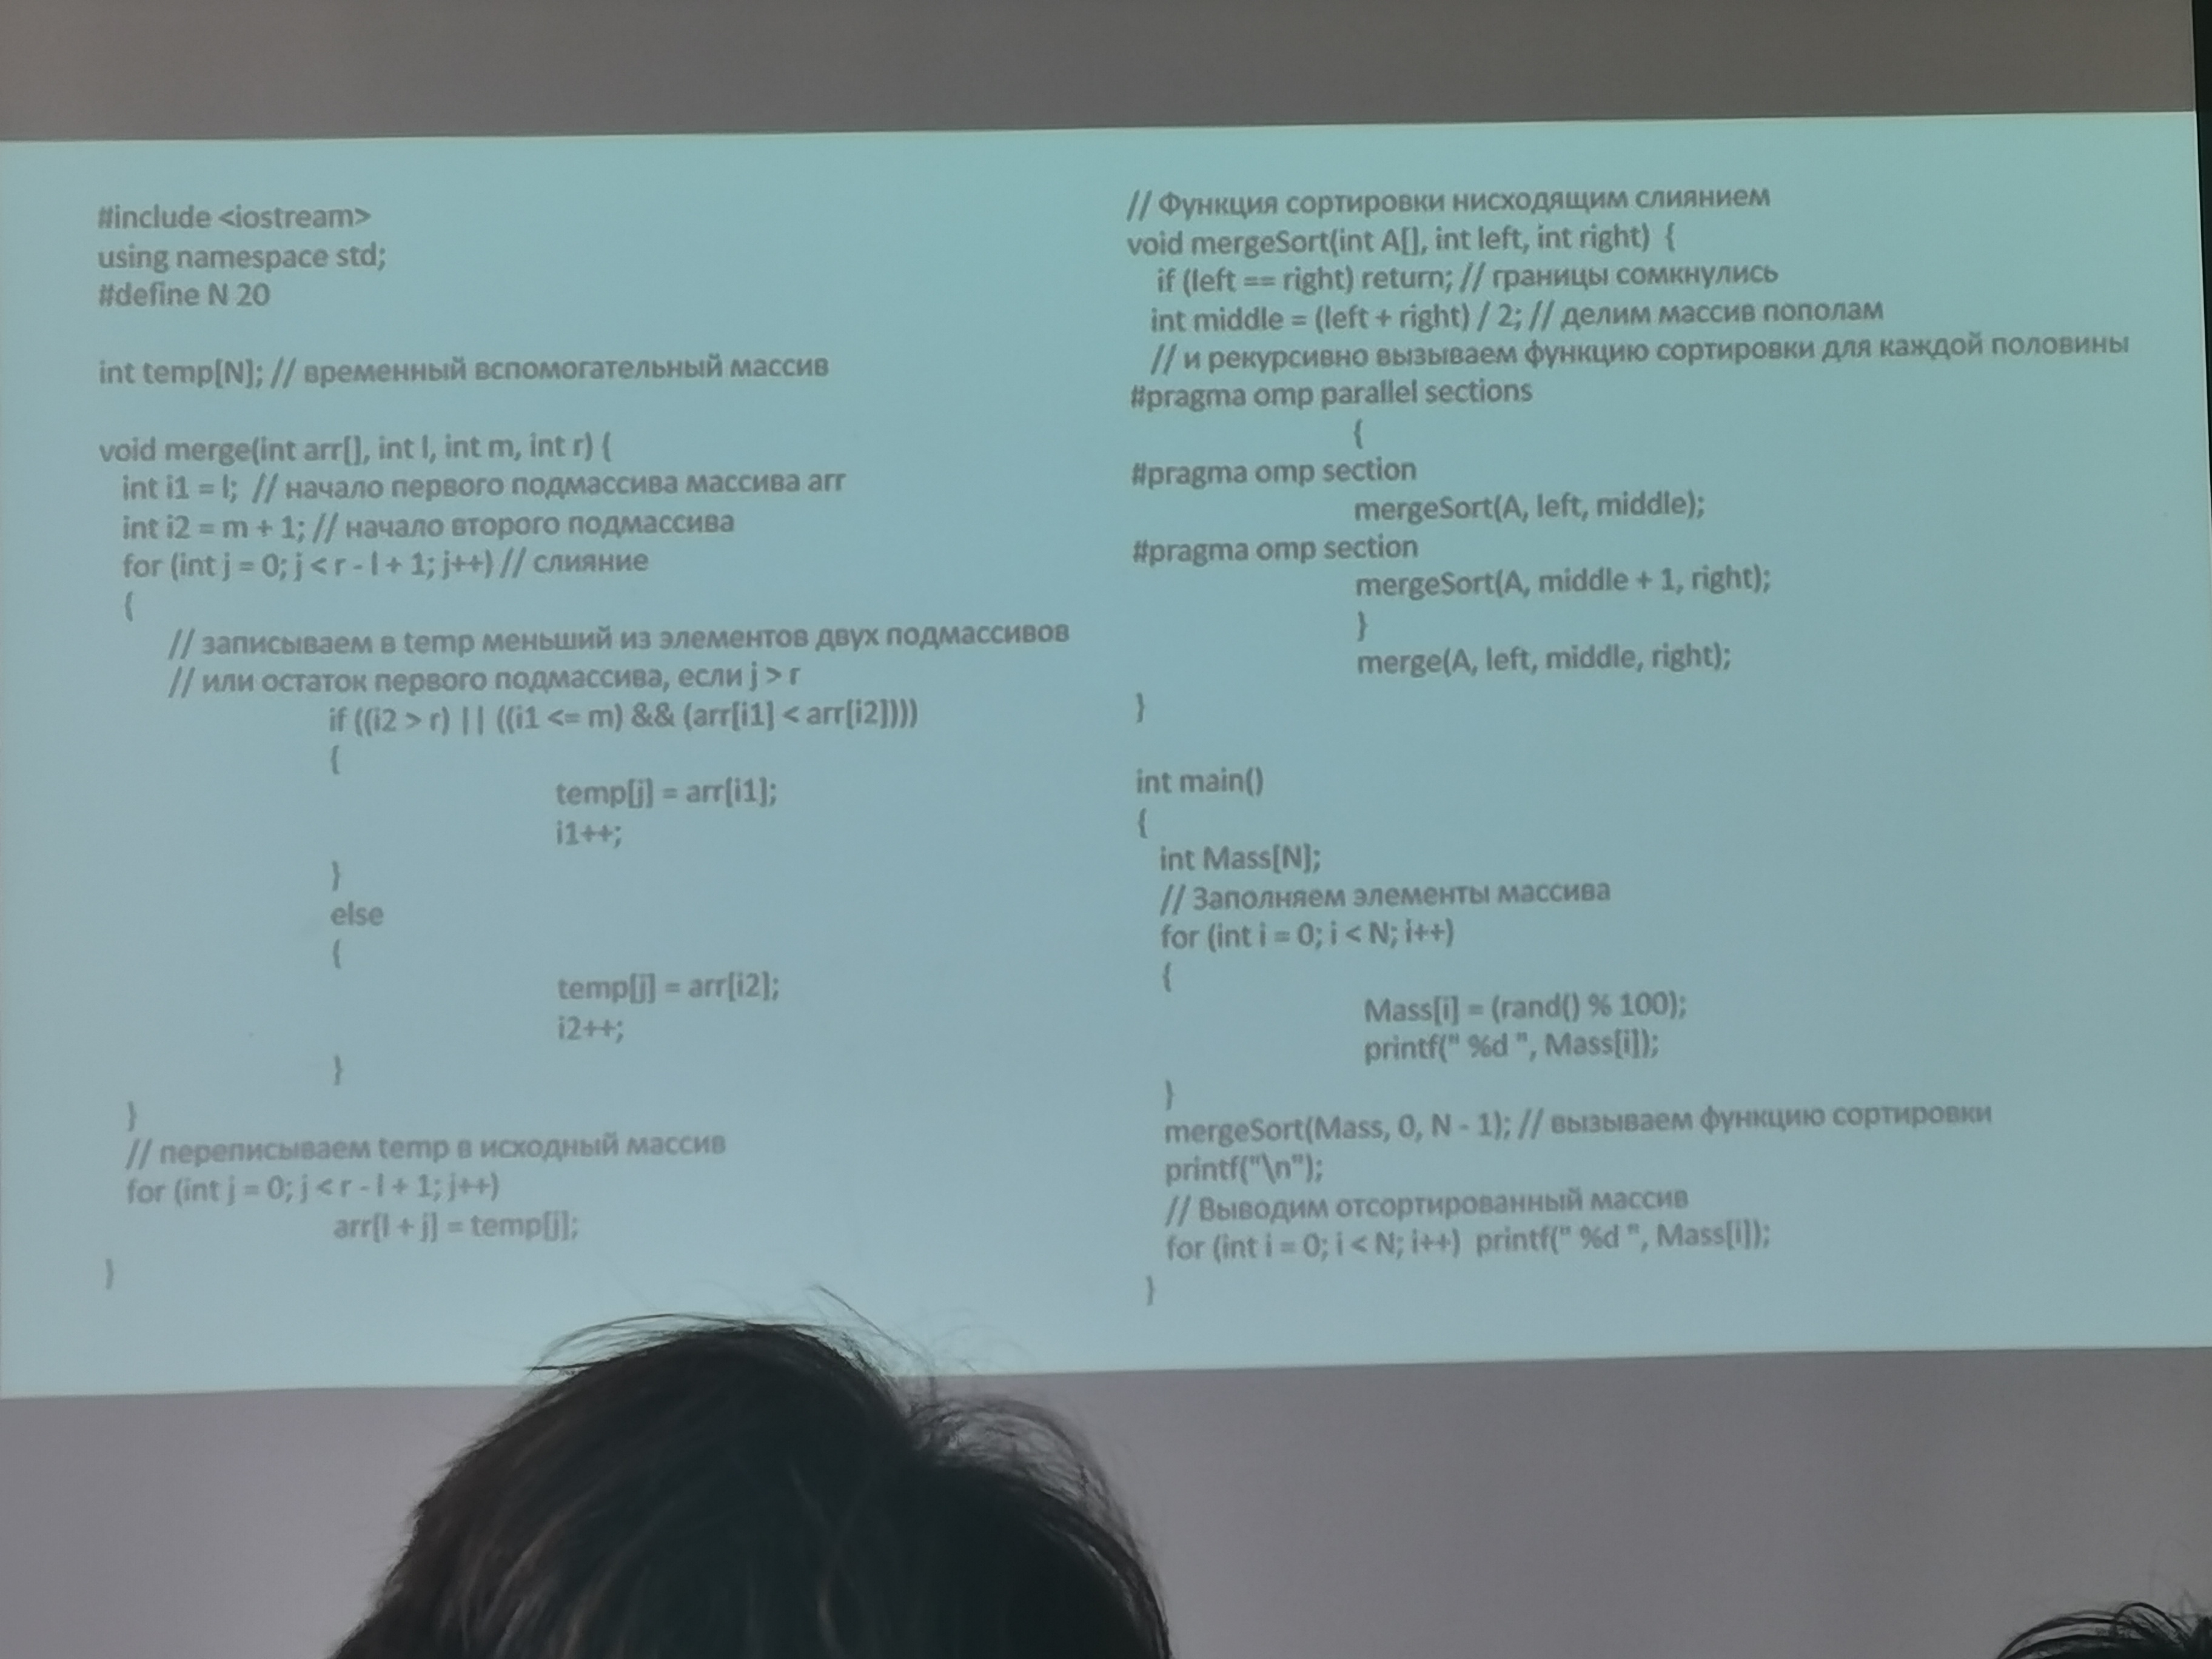 #include <iostream>
using namespace std;
#define N 20
int temp[N]; // временный вспомогательный массив
void merge(int arr[], int l, int m, int r) {
int i1 = l; // начало первого подмассива массива arr
int i2 = m + 1; // начало второго подмассива
for (int j = 0; j < r - l + 1; j++) // слияние
{
// записываем в temp меньший из элементов двух подмассивов
// или остаток первого подмассива, если j > r
if ((i2 > r) || ((i1 <= m) && (arr[i1] < arr[i2])))
{
temp[j] = arr[i1];
i1++;
}
else
{
temp[j] = arr[i2];
i2++;
}
}
// переписываем temp в исходный массив
for (int j = 0; j < r - l + 1; j++)
arr[l + j] = temp[j];
}
// Функция сортировки нисходящим слиянием
void mergeSort(int A[], int left, int right) {
if (left == right) return; // границы сомкнулись
int middle = (left + right) / 2; // делим массив пополам
// и рекурсивно вызываем функцию сортировки для каждой половины
#pragma omp parallel sections
{
#pragma omp section
mergeSort(A, left, middle);
#pragma omp section
mergeSort(A, middle + 1, right);
}
merge(A, left, middle, right);
}
int main()
{
int Mass[N];
// Заполняем элементы массива
for (int i = 0; i < N; i++)
{
Mass[i] = (rand() % 100);
printf(" %d ", Mass[i]);
}
mergeSort(Mass, 0, N - 1); // вызываем функцию сортировки
printf("\n");
// Выводим отсортированный массив
for (int i = 0; i < N; i++) printf(" %d ", Mass[i]);
}